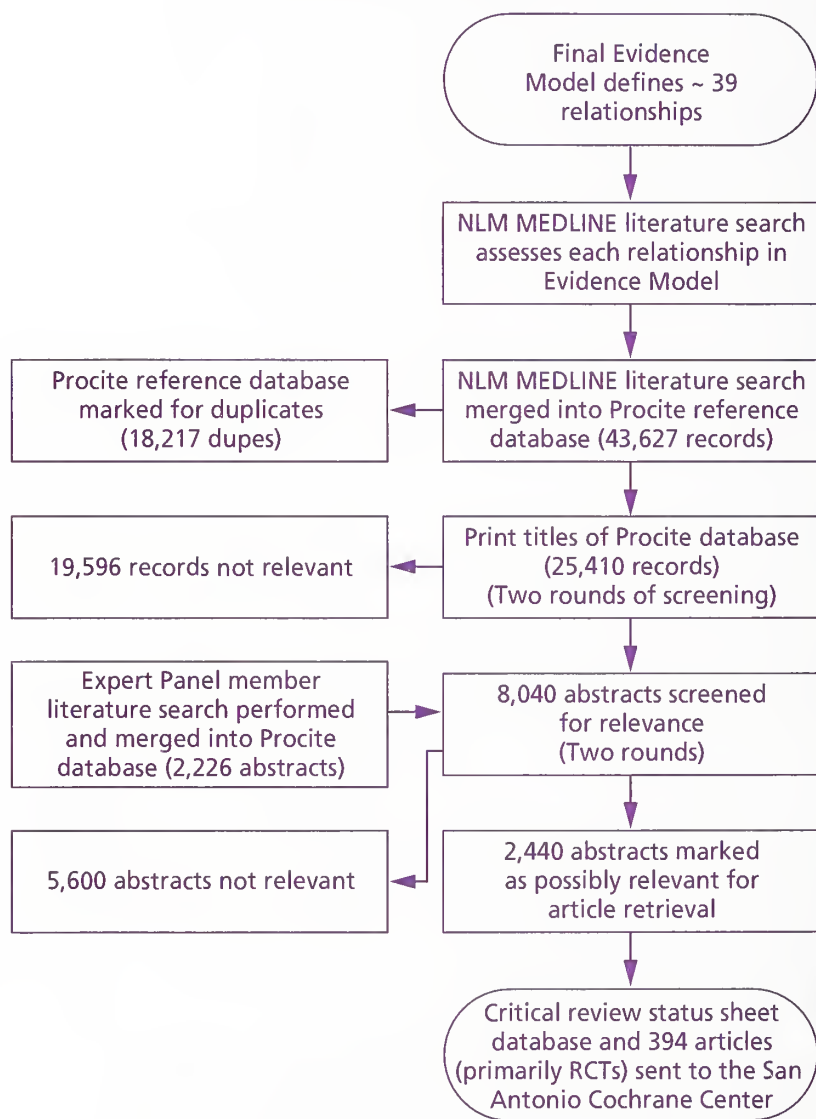 Final Evidence
Model defines ~ 39
relationships
NLM MEDLINE literature search
assesses each relationship in
Evidence Model
Procite reference database
marked for duplicates
(18,217 dupes)
NLM MEDLINE literature search
merged into Procite reference
database (43,627 records)
19,596 records not relevant
Print titles of Procite database
(25,410 records)
(Two rounds of screening)
Expert Panel member
literature search performed
and merged into Procite
database (2,226 abstracts)
8,040 abstracts screened
for relevance
(Two rounds)
5,600 abstracts not relevant
2,440 abstracts marked
as possibly relevant for
article retrieval
Critical review status sheet
database and 394 articles
(primarily RCTs) sent to the San
Antonio Cochrane Center